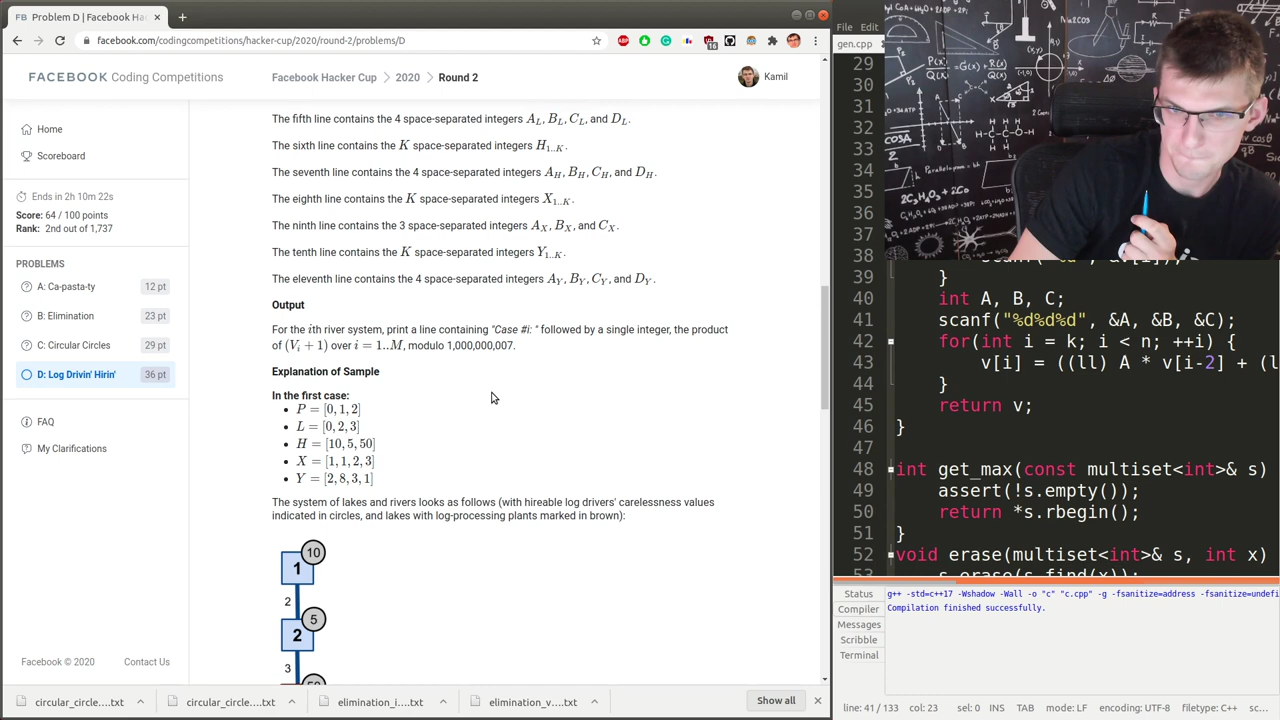 FB Problem D | Facebook Ha
facebook.com/codingcompetitions/hacker-cup/2020/round-2/problems/D
FACEBOOK Coding Competitions
Home
Scoreboard
Ends in 2h 10m 22s
Score: 64 / 100 points
Rank: 2nd out of 1,737
PROBLEMS
A: Ca-pasta-ty 12 pt
B: Elimination 23 pt
C: Circular Circles 29 pt
D: Log Drivin' Hirin' 36 pt
FAQ
My Clarifications
Facebook © 2020 Contact Us
Facebook Hacker Cup > 2020 > Round 2
Kamil
The fifth line contains the 4 space-separated integers A_L, B_L, C_L, and D_L.
The sixth line contains the K space-separated integers H_{1..K}.
The seventh line contains the 4 space-separated integers A_H, B_H, C_H, and D_H.
The eighth line contains the K space-separated integers X_{1..K}.
The ninth line contains the 3 space-separated integers A_X, B_X, and C_X.
The tenth line contains the K space-separated integers Y_{1..K}.
The eleventh line contains the 4 space-separated integers A_Y, B_Y, C_Y, and D_Y.
Output
For the ith river system, print a line containing "Case #i: " followed by a single integer, the product
of (V_i + 1) over i = 1..M, modulo 1,000,000,007.
Explanation of Sample
In the first case:
• P = [0, 1, 2]
• L = [0, 2, 3]
• H = [10, 5, 50]
• X = [1, 1, 2, 3]
• Y = [2, 8, 3, 1]
The system of lakes and rivers looks as follows (with hireable log drivers' carelessness values
indicated in circles, and lakes with log-processing plants marked in brown):
10
1
2
5
2
3
circular_circle....txt
circular_circle....txt
elimination_i....txt
elimination_v....txt
Show all
File Edit
gen.cpp
29
30
31
32
33
34
35
36
37
38
39 }
40 int A, B, C;
41 scanf("%d%d%d", &A, &B, &C);
42 for(int i = k; i < n; ++i) {
43 v[i] = ((ll) A * v[i-2] + (l
44 }
45 return v;
46 }
47
48 int get_max(const multiset<int>& s)
49 assert(!s.empty());
50 return *s.rbegin();
51 }
52 void erase(multiset<int>& s, int x)
53 s.erase(s.find(x));
Status
Compiler
Messages
Scribble
Terminal
g++ -std=c++17 -Wshadow -Wall -o "c" "c.cpp" -g -fsanitize=address -fsanitize=undefi
Compilation finished successfully.
line: 41 / 133 col: 23 sel: 0 INS TAB mode: LF encoding: UTF-8 filetype: C++ sc...